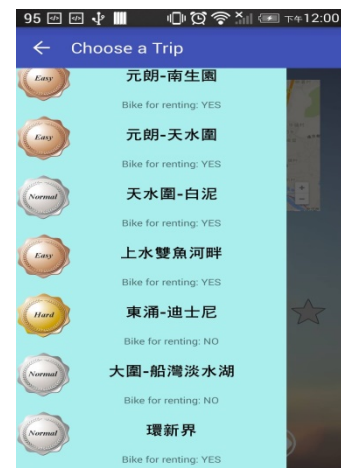 95 下午12:00
Choose a Trip
Easy 元朗-南生園
Bike for renting: YES
Easy 元朗-天水圍
Bike for renting: YES
Normal 天水圍-白泥
Bike for renting: YES
Easy 上水雙魚河畔
Bike for renting: YES
Hard 東涌-迪士尼
Bike for renting: NO
Normal 大圍-船灣淡水湖
Bike for renting: NO
Normal 環新界
Bike for renting: YES